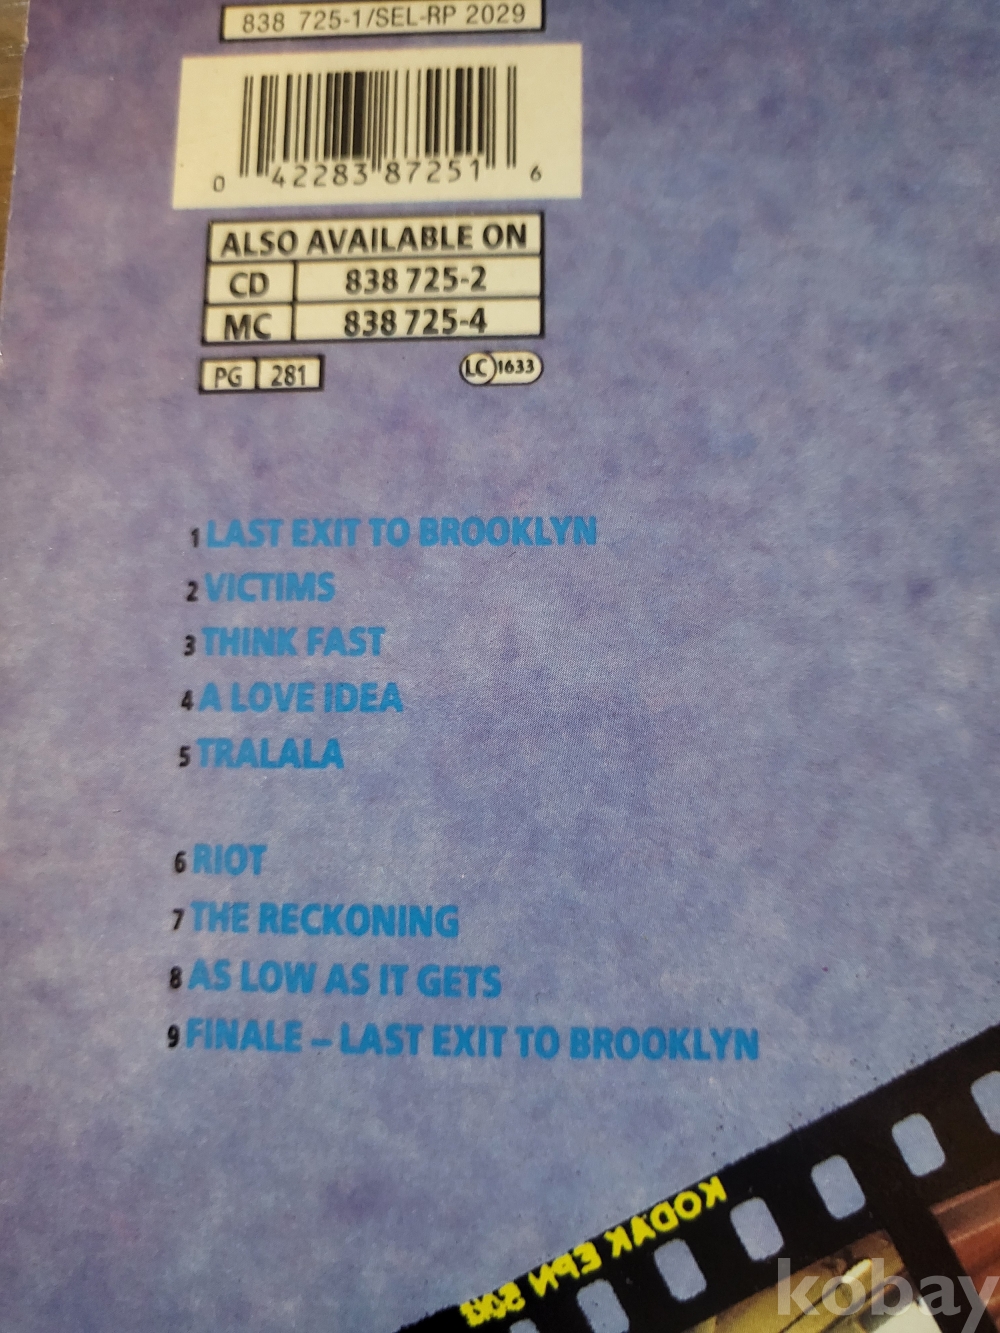 838 725-1/SEL-RP 2029
0 42283 87251 6
ALSO AVAILABLE ON
CD 838 725-2
MC 838 725-4
PG 281
LC 1633
1 LAST EXIT TO BROOKLYN
2 VICTIMS
3 THINK FAST
4 A LOVE IDEA
5 TRALALA
6 RIOT
7 THE RECKONING
8 AS LOW AS IT GETS
9 FINALE – LAST EXIT TO BROOKLYN
KODAK EPN
kobay